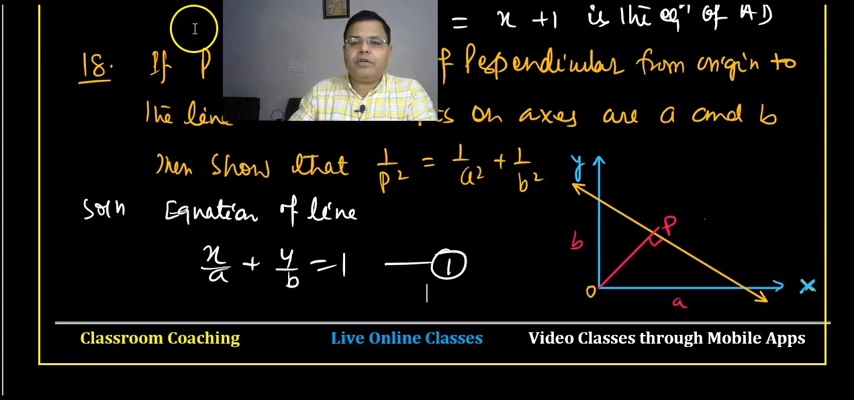 = x + 1 is the eqn of AD
18. If P f Perpendicular from origin to
the line ts on axes are a and b
then show that 1/p² = 1/a² + 1/b²
Soln Equation of line
x/a + y/b = 1 — 1
y
b
P
O
a
X
Classroom Coaching Live Online Classes Video Classes through Mobile Apps